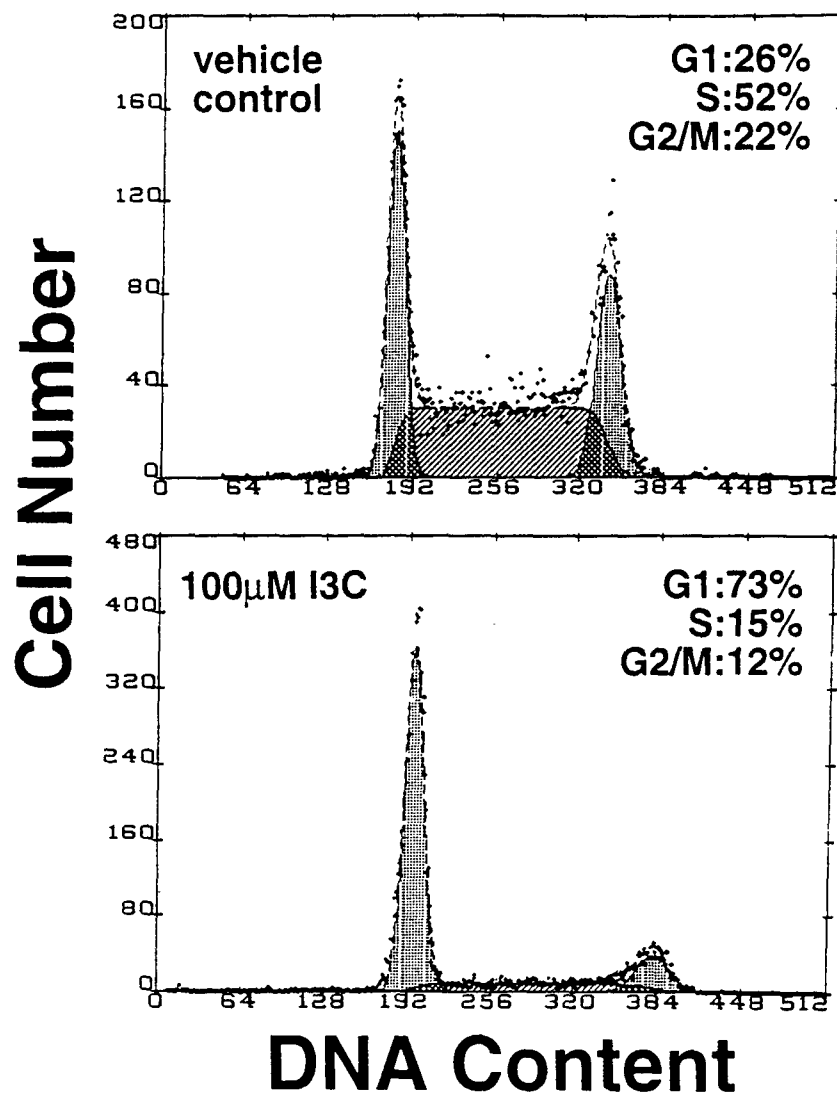 Cell Number
200
160
120
80
40
0
vehicle
control
G1:26%
S:52%
G2/M:22%
0 64 128 192 256 320 384 448 512
480
400
320
240
160
80
0
100µM I3C
G1:73%
S:15%
G2/M:12%
0 64 128 192 256 320 384 448 512
DNA Content